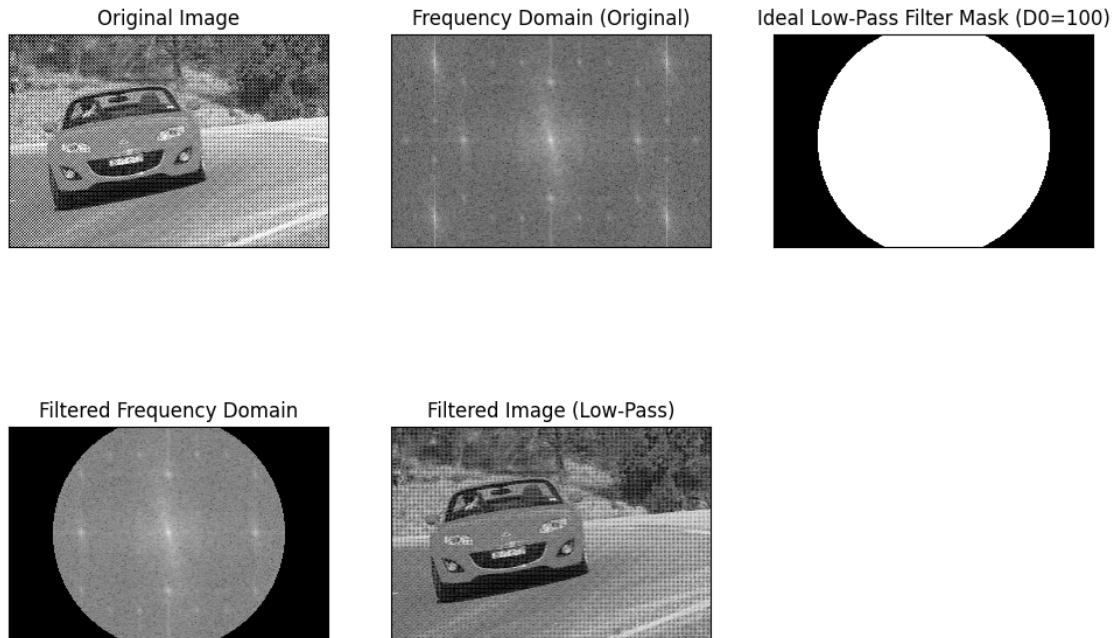 Original Image
Frequency Domain (Original)
Ideal Low-Pass Filter Mask (D0=100)
Filtered Frequency Domain
Filtered Image (Low-Pass)